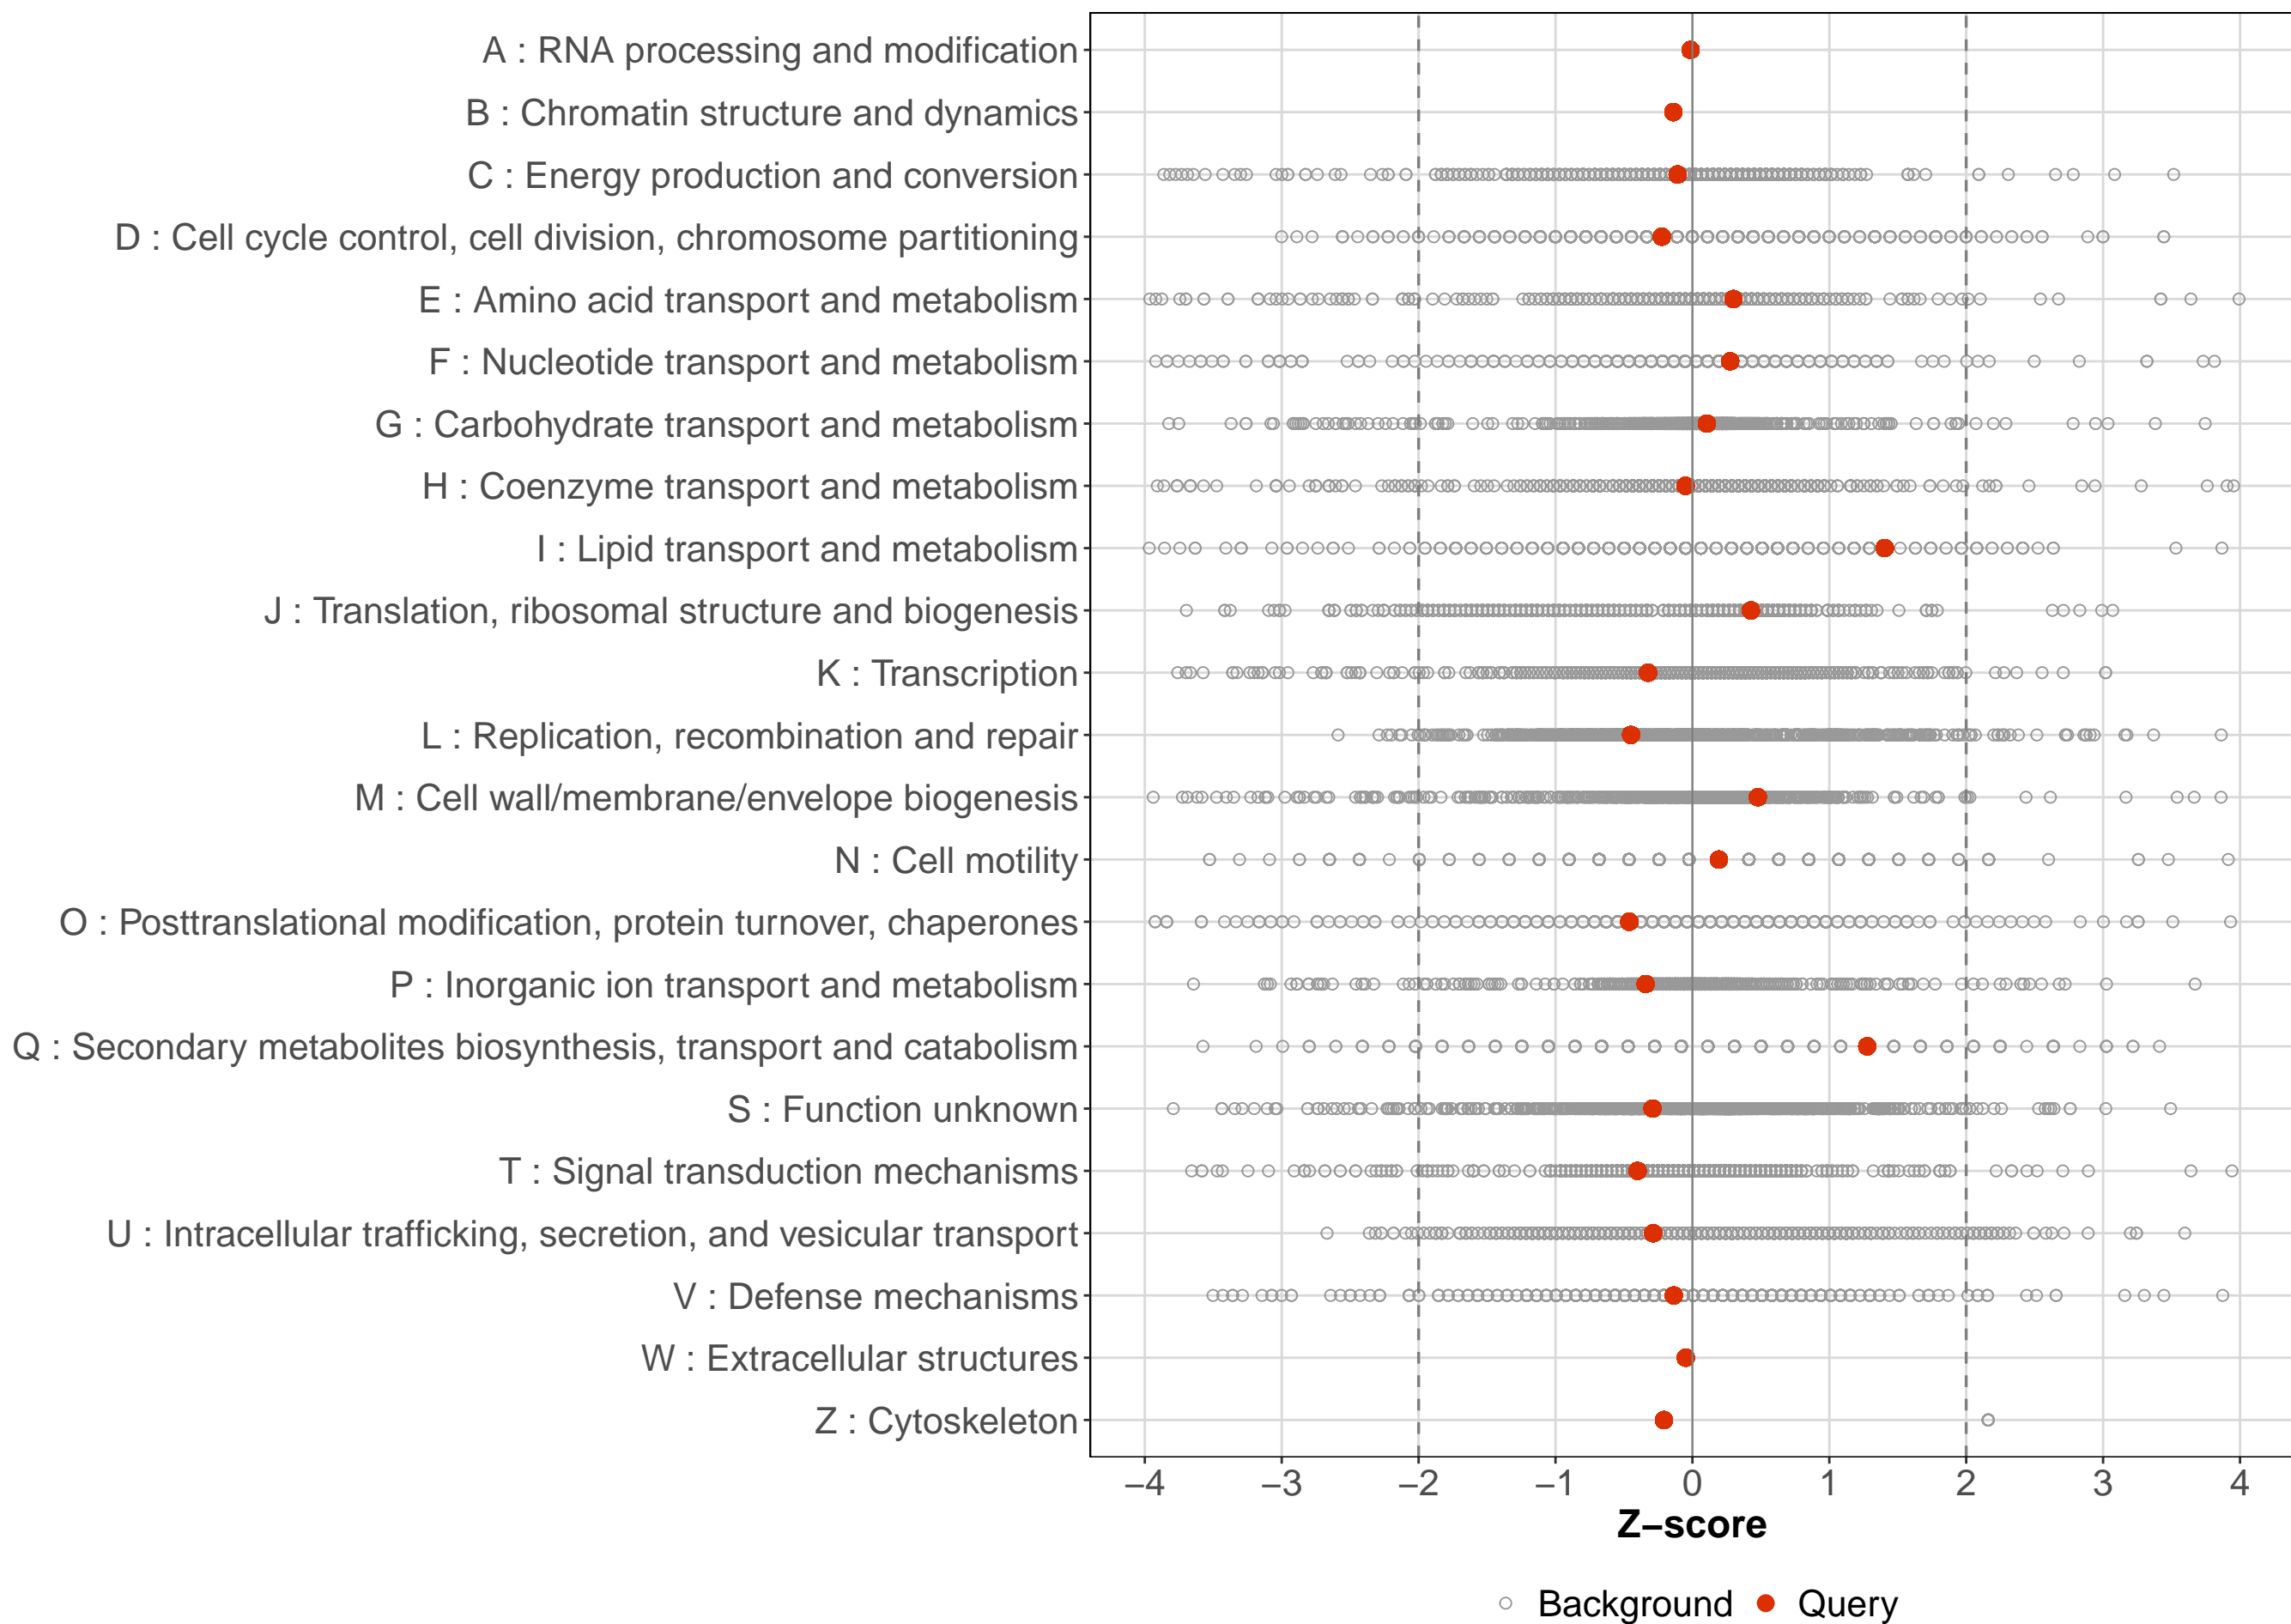 A : RNA processing and modification
B : Chromatin structure and dynamics
C : Energy production and conversion
D : Cell cycle control, cell division, chromosome partitioning
E : Amino acid transport and metabolism
F : Nucleotide transport and metabolism
G : Carbohydrate transport and metabolism
H : Coenzyme transport and metabolism
I : Lipid transport and metabolism
J : Translation, ribosomal structure and biogenesis
K : Transcription
L : Replication, recombination and repair
M : Cell wall/membrane/envelope biogenesis
N : Cell motility
O : Posttranslational modification, protein turnover, chaperones
P : Inorganic ion transport and metabolism
Q : Secondary metabolites biosynthesis, transport and catabolism
S : Function unknown
T : Signal transduction mechanisms
U : Intracellular trafficking, secretion, and vesicular transport
V : Defense mechanisms
W : Extracellular structures
Z : Cytoskeleton
−4 −3 −2 −1 0 1 2 3 4
Z−score
Background Query